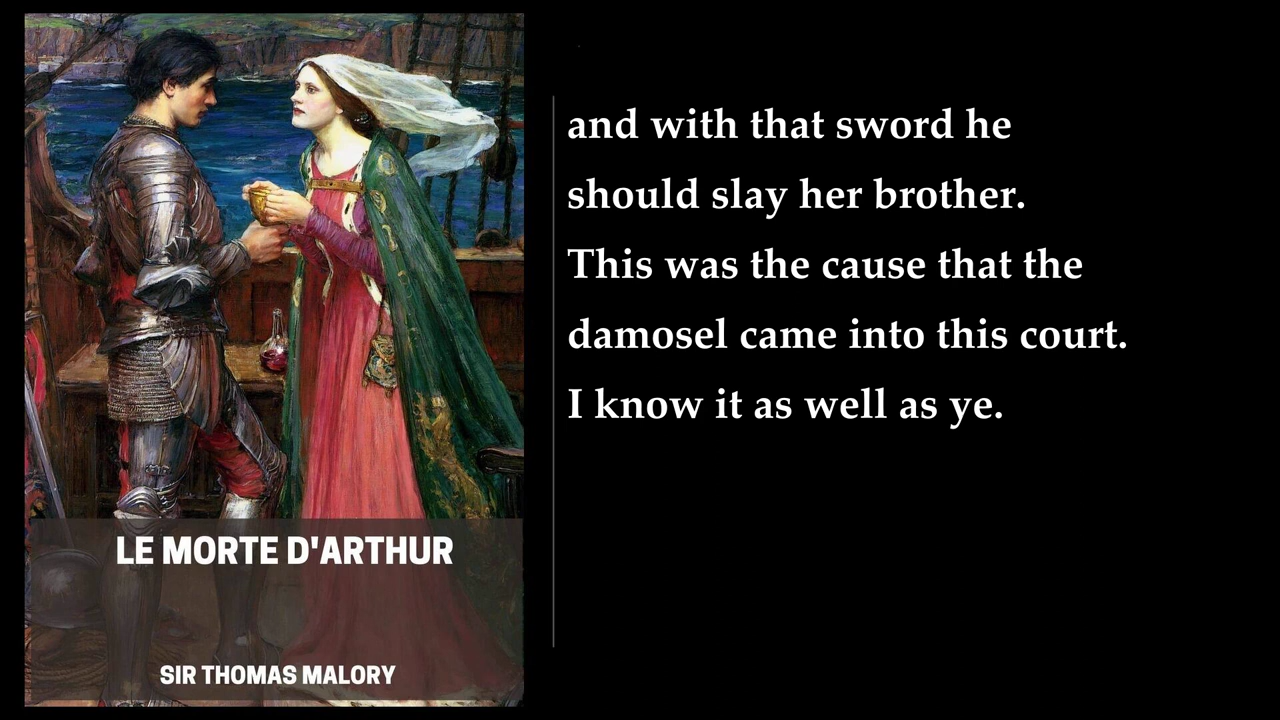 and with that sword he
should slay her brother.
This was the cause that the
damosel came into this court.
I know it as well as ye.
LE MORTE D'ARTHUR
SIR THOMAS MALORY